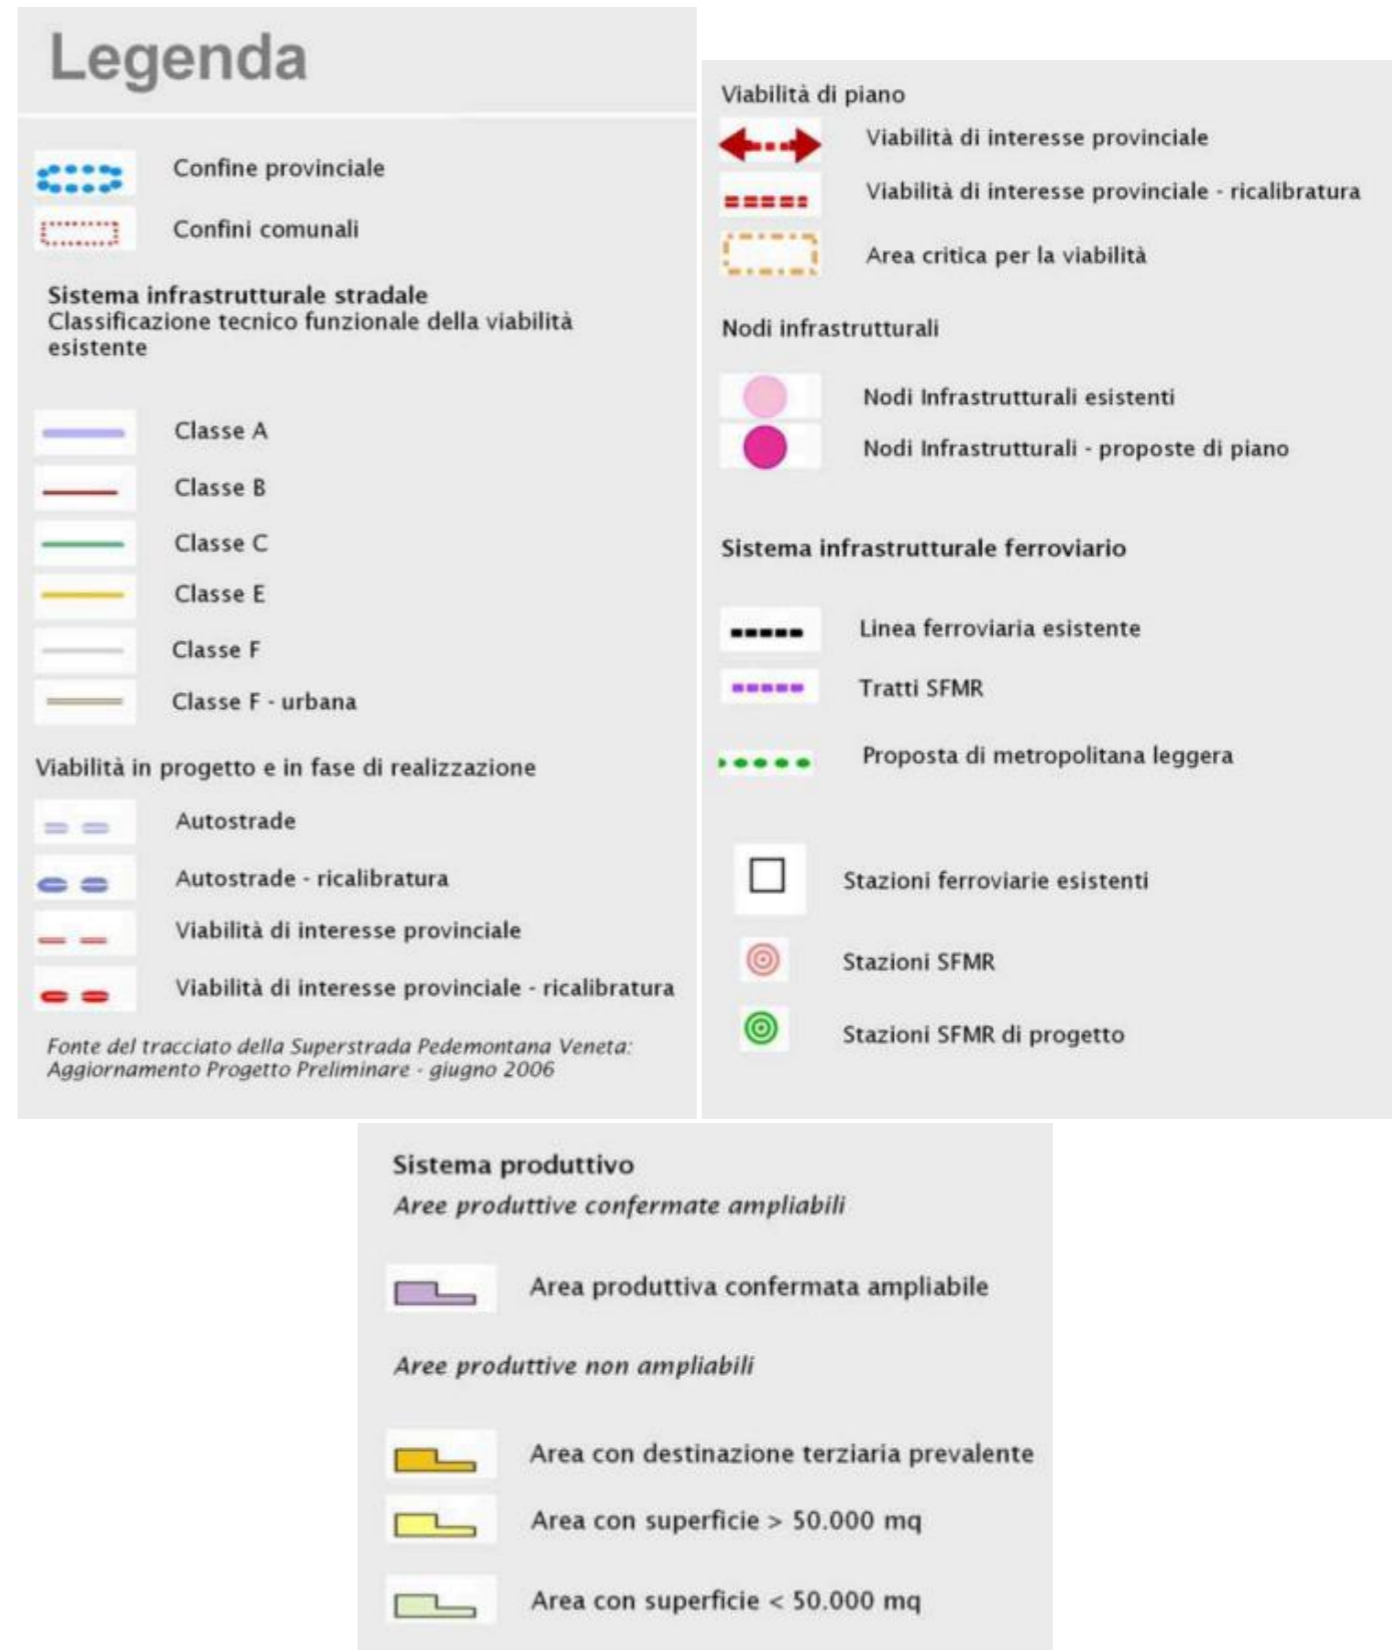 Legenda
Confine provinciale
Confini comunali
Sistema infrastrutturale stradale
Classificazione tecnico funzionale della viabilità
esistente
Classe A
Classe B
Classe C
Classe E
Classe F
Classe F - urbana
Viabilità in progetto e in fase di realizzazione
Autostrade
Autostrade - ricalibratura
Viabilità di interesse provinciale
Viabilità di interesse provinciale - ricalibratura
Fonte del tracciato della Superstrada Pedemontana Veneta:
Aggiornamento Progetto Preliminare - giugno 2006
Viabilità di piano
Viabilità di interesse provinciale
Viabilità di interesse provinciale - ricalibratura
Area critica per la viabilità
Nodi infrastrutturali
Nodi Infrastrutturali esistenti
Nodi Infrastrutturali - proposte di piano
Sistema infrastrutturale ferroviario
Linea ferroviaria esistente
Tratti SFMR
Proposta di metropolitana leggera
Stazioni ferroviarie esistenti
Stazioni SFMR
Stazioni SFMR di progetto
Sistema produttivo
Aree produttive confermate ampliabili
Area produttiva confermata ampliabile
Aree produttive non ampliabili
Area con destinazione terziaria prevalente
Area con superficie > 50.000 mq
Area con superficie < 50.000 mq